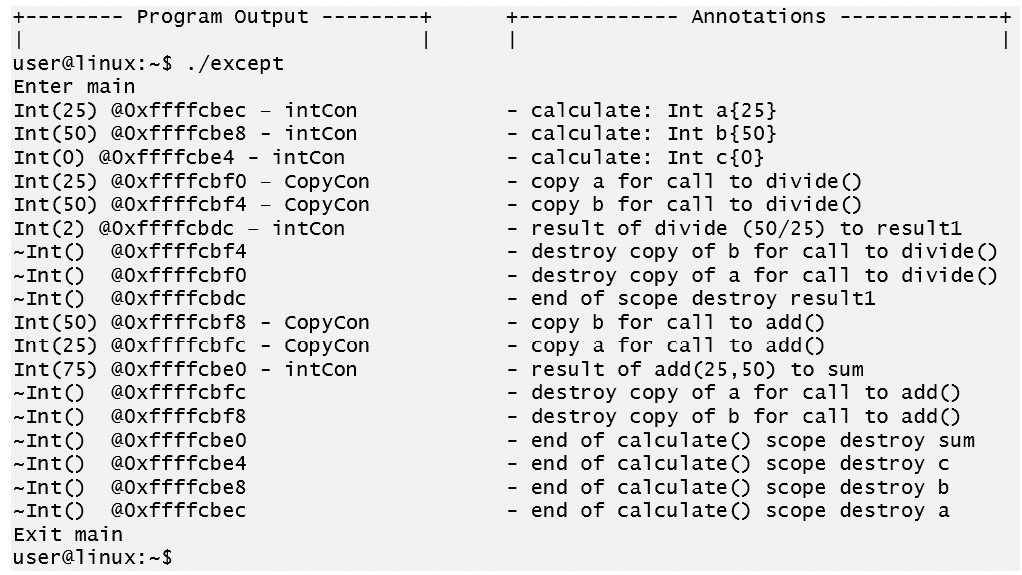 +-------- Program Output --------+ +------------- Annotations -------------+
| | | |
user@linux:~$ ./except
Enter main
Int(25) @0xffffcbec – intCon - calculate: Int a{25}
Int(50) @0xffffcbe8 - intCon - calculate: Int b{50}
Int(0) @0xffffcbe4 - intCon - calculate: Int c{0}
Int(25) @0xffffcbf0 – CopyCon - copy a for call to divide()
Int(50) @0xffffcbf4 - CopyCon - copy b for call to divide()
Int(2) @0xffffcbdc – intCon - result of divide (50/25) to result1
~Int() @0xffffcbf4 - destroy copy of b for call to divide()
~Int() @0xffffcbf0 - destroy copy of a for call to divide()
~Int() @0xffffcbdc - end of scope destroy result1
Int(50) @0xffffcbf8 - CopyCon - copy b for call to add()
Int(25) @0xffffcbfc - CopyCon - copy a for call to add()
Int(75) @0xffffcbe0 - intCon - result of add(25,50) to sum
~Int() @0xffffcbfc - destroy copy of a for call to add()
~Int() @0xffffcbf8 - destroy copy of b for call to add()
~Int() @0xffffcbe0 - end of calculate() scope destroy sum
~Int() @0xffffcbe4 - end of calculate() scope destroy c
~Int() @0xffffcbe8 - end of calculate() scope destroy b
~Int() @0xffffcbec - end of calculate() scope destroy a
Exit main
user@linux:~$